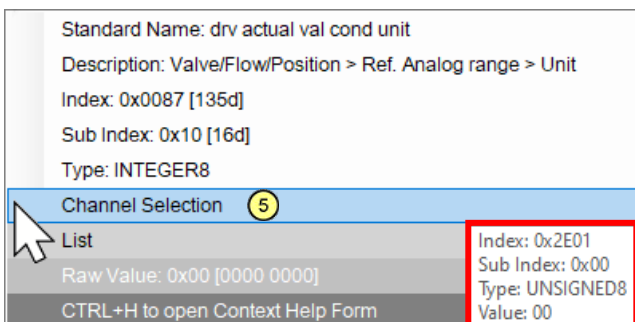 Standard Name: drv actual val cond unit
Description: Valve/Flow/Position > Ref. Analog range > Unit
Index: 0x0087 [135d]
Sub Index: 0x10 [16d]
Type: INTEGER8
Channel Selection 5
List
Raw Value: 0x00 [0000 0000]
CTRL+H to open Context Help Form
Index: 0x2E01
Sub Index: 0x00
Type: UNSIGNED8
Value: 00